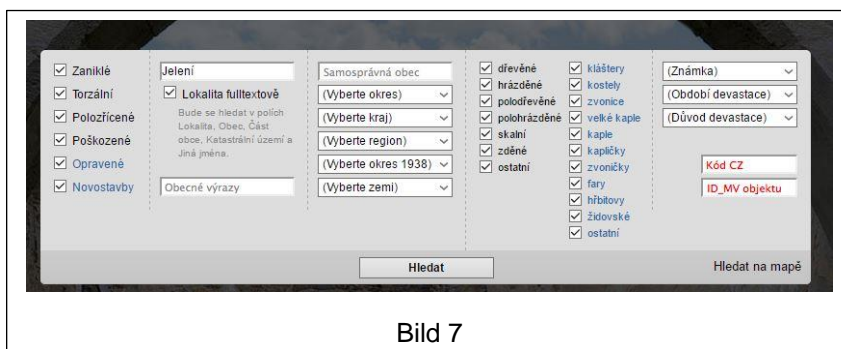 Zaniklé
Torzální
Polozřícené
Poškozené
Opravené
Novostavby
Jelení
Lokalita fulltextově
Bude se hledat v polích
Lokalita, Obec, Část
obce, Katastrální území a
Jiná jména.
Obecné výrazy
Samosprávná obec
(Vyberte okres)
(Vyberte kraj)
(Vyberte region)
(Vyberte okres 1938)
(Vyberte zemi)
dřevěné
hrázděné
polodřevěné
polohrázděné
skalní
zděné
ostatní
kláštery
kostely
zvonice
velké kaple
kaple
kapličky
zvoničky
fary
hřbitovy
židovské
ostatní
(Známka)
(Období devastace)
(Důvod devastace)
Kód CZ
ID_MV objektu
Hledat
Hledat na mapě
Bild 7